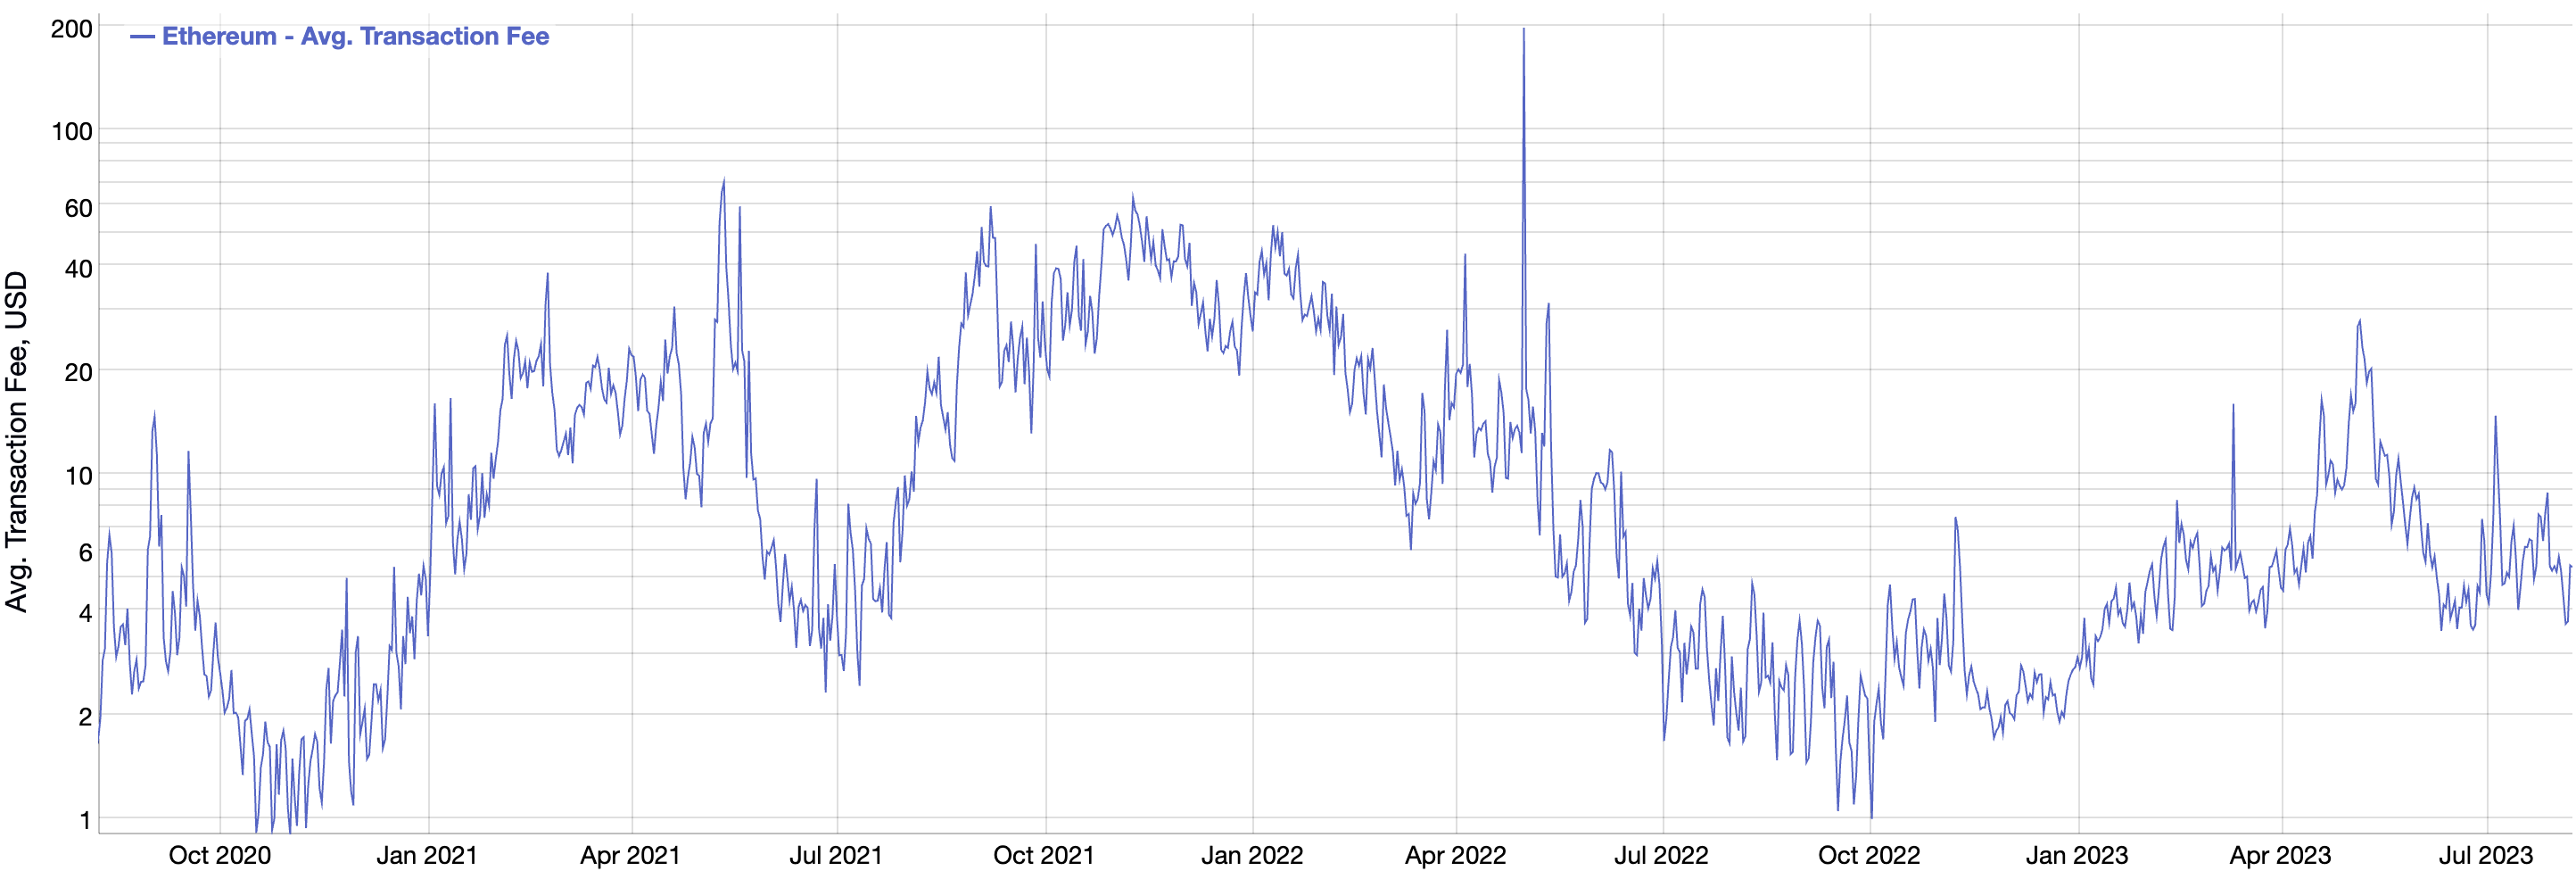 Ethereum - Avg. Transaction Fee
Avg. Transaction Fee, USD
200
100
60
40
20
10
6
4
2
1
Oct 2020
Jan 2021
Apr 2021
Jul 2021
Oct 2021
Jan 2022
Apr 2022
Jul 2022
Oct 2022
Jan 2023
Apr 2023
Jul 2023